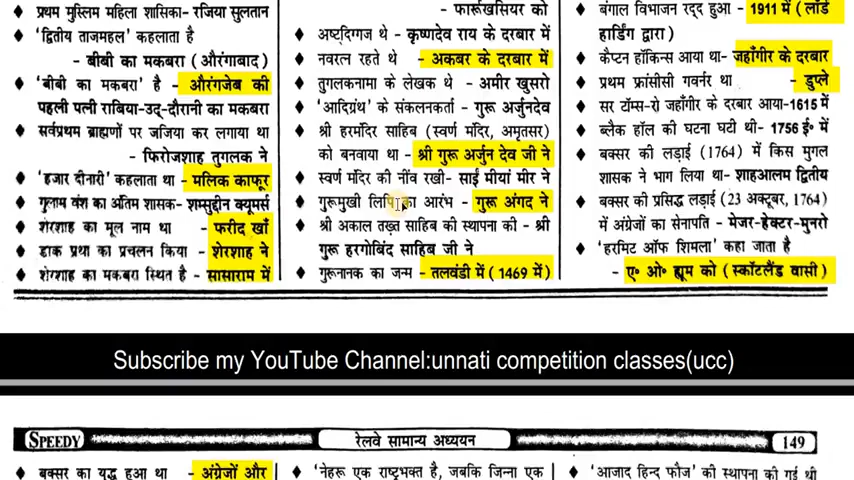 प्रथम मुस्लिम महिला शासिका- रजिया सुल्तान
'द्वितीय ताजमहल' कहलाता है
- बीबी का मकबरा (औरंगाबाद)
'बीबी का मकबरा' है - औरंगजेब की
पहली पत्नी राबिया-उद्-दौरानी का मकबरा
सर्वप्रथम ब्राह्मणों पर जजिया कर लगाया था
- फिरोजशाह तुगलक ने
'हजार दीनारी' कहलाता था- मलिक काफूर
गुलाम वंश का अंतिम शासक- शम्सुद्दीन क्यूमर्स
शेरशाह का मूल नाम था - फरीद खाँ
डाक प्रथा का प्रचलन किया - शेरशाह ने
शेरशाह का मकबरा स्थित है - सासाराम में
- फार्रूखसियर को
अष्टदिग्गज थे - कृष्णदेव राय के दरबार में
नवरत्न रहते थे - अकबर के दरबार में
तुगलकनामा के लेखक थे - अमीर खुसरो
'आदिग्रंथ' के संकलनकर्ता - गुरू अर्जुनदेव
श्री हरमंदिर साहिब (स्वर्ण मंदिर, अमृतसर)
को बनवाया था - श्री गुरू अर्जुन देव जी ने
स्वर्ण मंदिर की नींव रखी- साईं मीयां मीर ने
गुरूमुखी लिपि का आरंभ - गुरू अंगद ने
श्री अकाल तख़्त साहिब की स्थापना की - श्री
गुरू हरगोबिंद साहिब जी ने
गुरूनानक का जन्म - तलवंडी में (1469 में)
बंगाल विभाजन रद्द हुआ - 1911 में (लॉर्ड
हार्डिंग द्वारा)
कैप्टन हॉकिन्स आया था- जहाँगीर के दरबार
प्रथम फ्रांसीसी गवर्नर था - डुप्ले
सर टॉम्स-रो जहाँगीर के दरबार आया-1615 में
ब्लैक हॉल की घटना घटी थी- 1756 ई० में
बक्सर की लड़ाई (1764) में किस मुगल
शासक ने भाग लिया था- शाहआलम द्वितीय
बक्सर की प्रसिद्ध लड़ाई (23 अक्टूबर, 1764)
में अंग्रेजों का सेनापति - मेजर-हेक्टर-मुनरो
'हरमिट ऑफ शिमला' कहा जाता है
- ए० ओ० ह्यूम को (स्कॉटलैंड वासी)
Subscribe my YouTube Channel:unnati competition classes(ucc)
SPEEDY
रेलवे सामान्य अध्ययन
149
बक्सर का युद्ध हुआ था - अंग्रेजों और
'नेहरू एक राष्ट्रभक्त है, जबकि जिन्ना एक
'आजाद हिन्द फौज' की स्थापना की गई थी